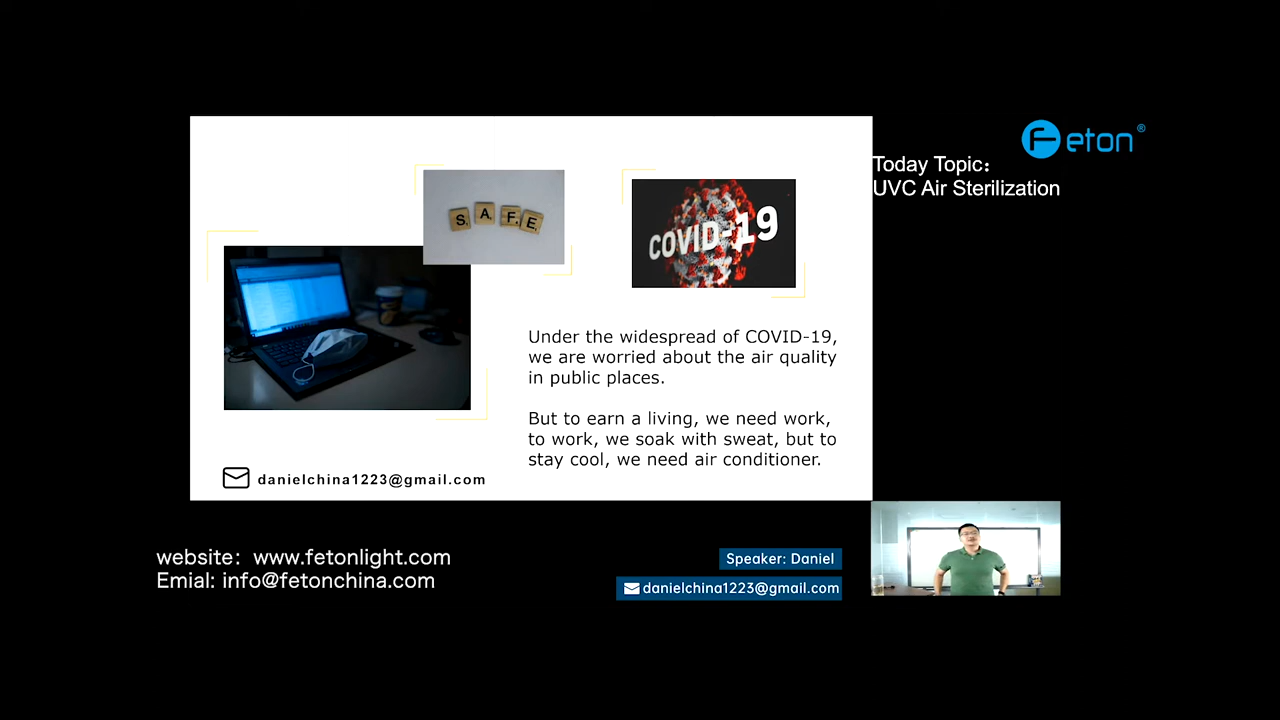 Feton®
Today Topic：
UVC Air Sterilization
SAFE
COVID-19
Under the widespread of COVID-19,
we are worried about the air quality
in public places.
But to earn a living, we need work,
to work, we soak with sweat, but to
stay cool, we need air conditioner.
danielchina1223@gmail.com
website：www.fetonlight.com
Emial: info@fetonchina.com
Speaker: Daniel
danielchina1223@gmail.com